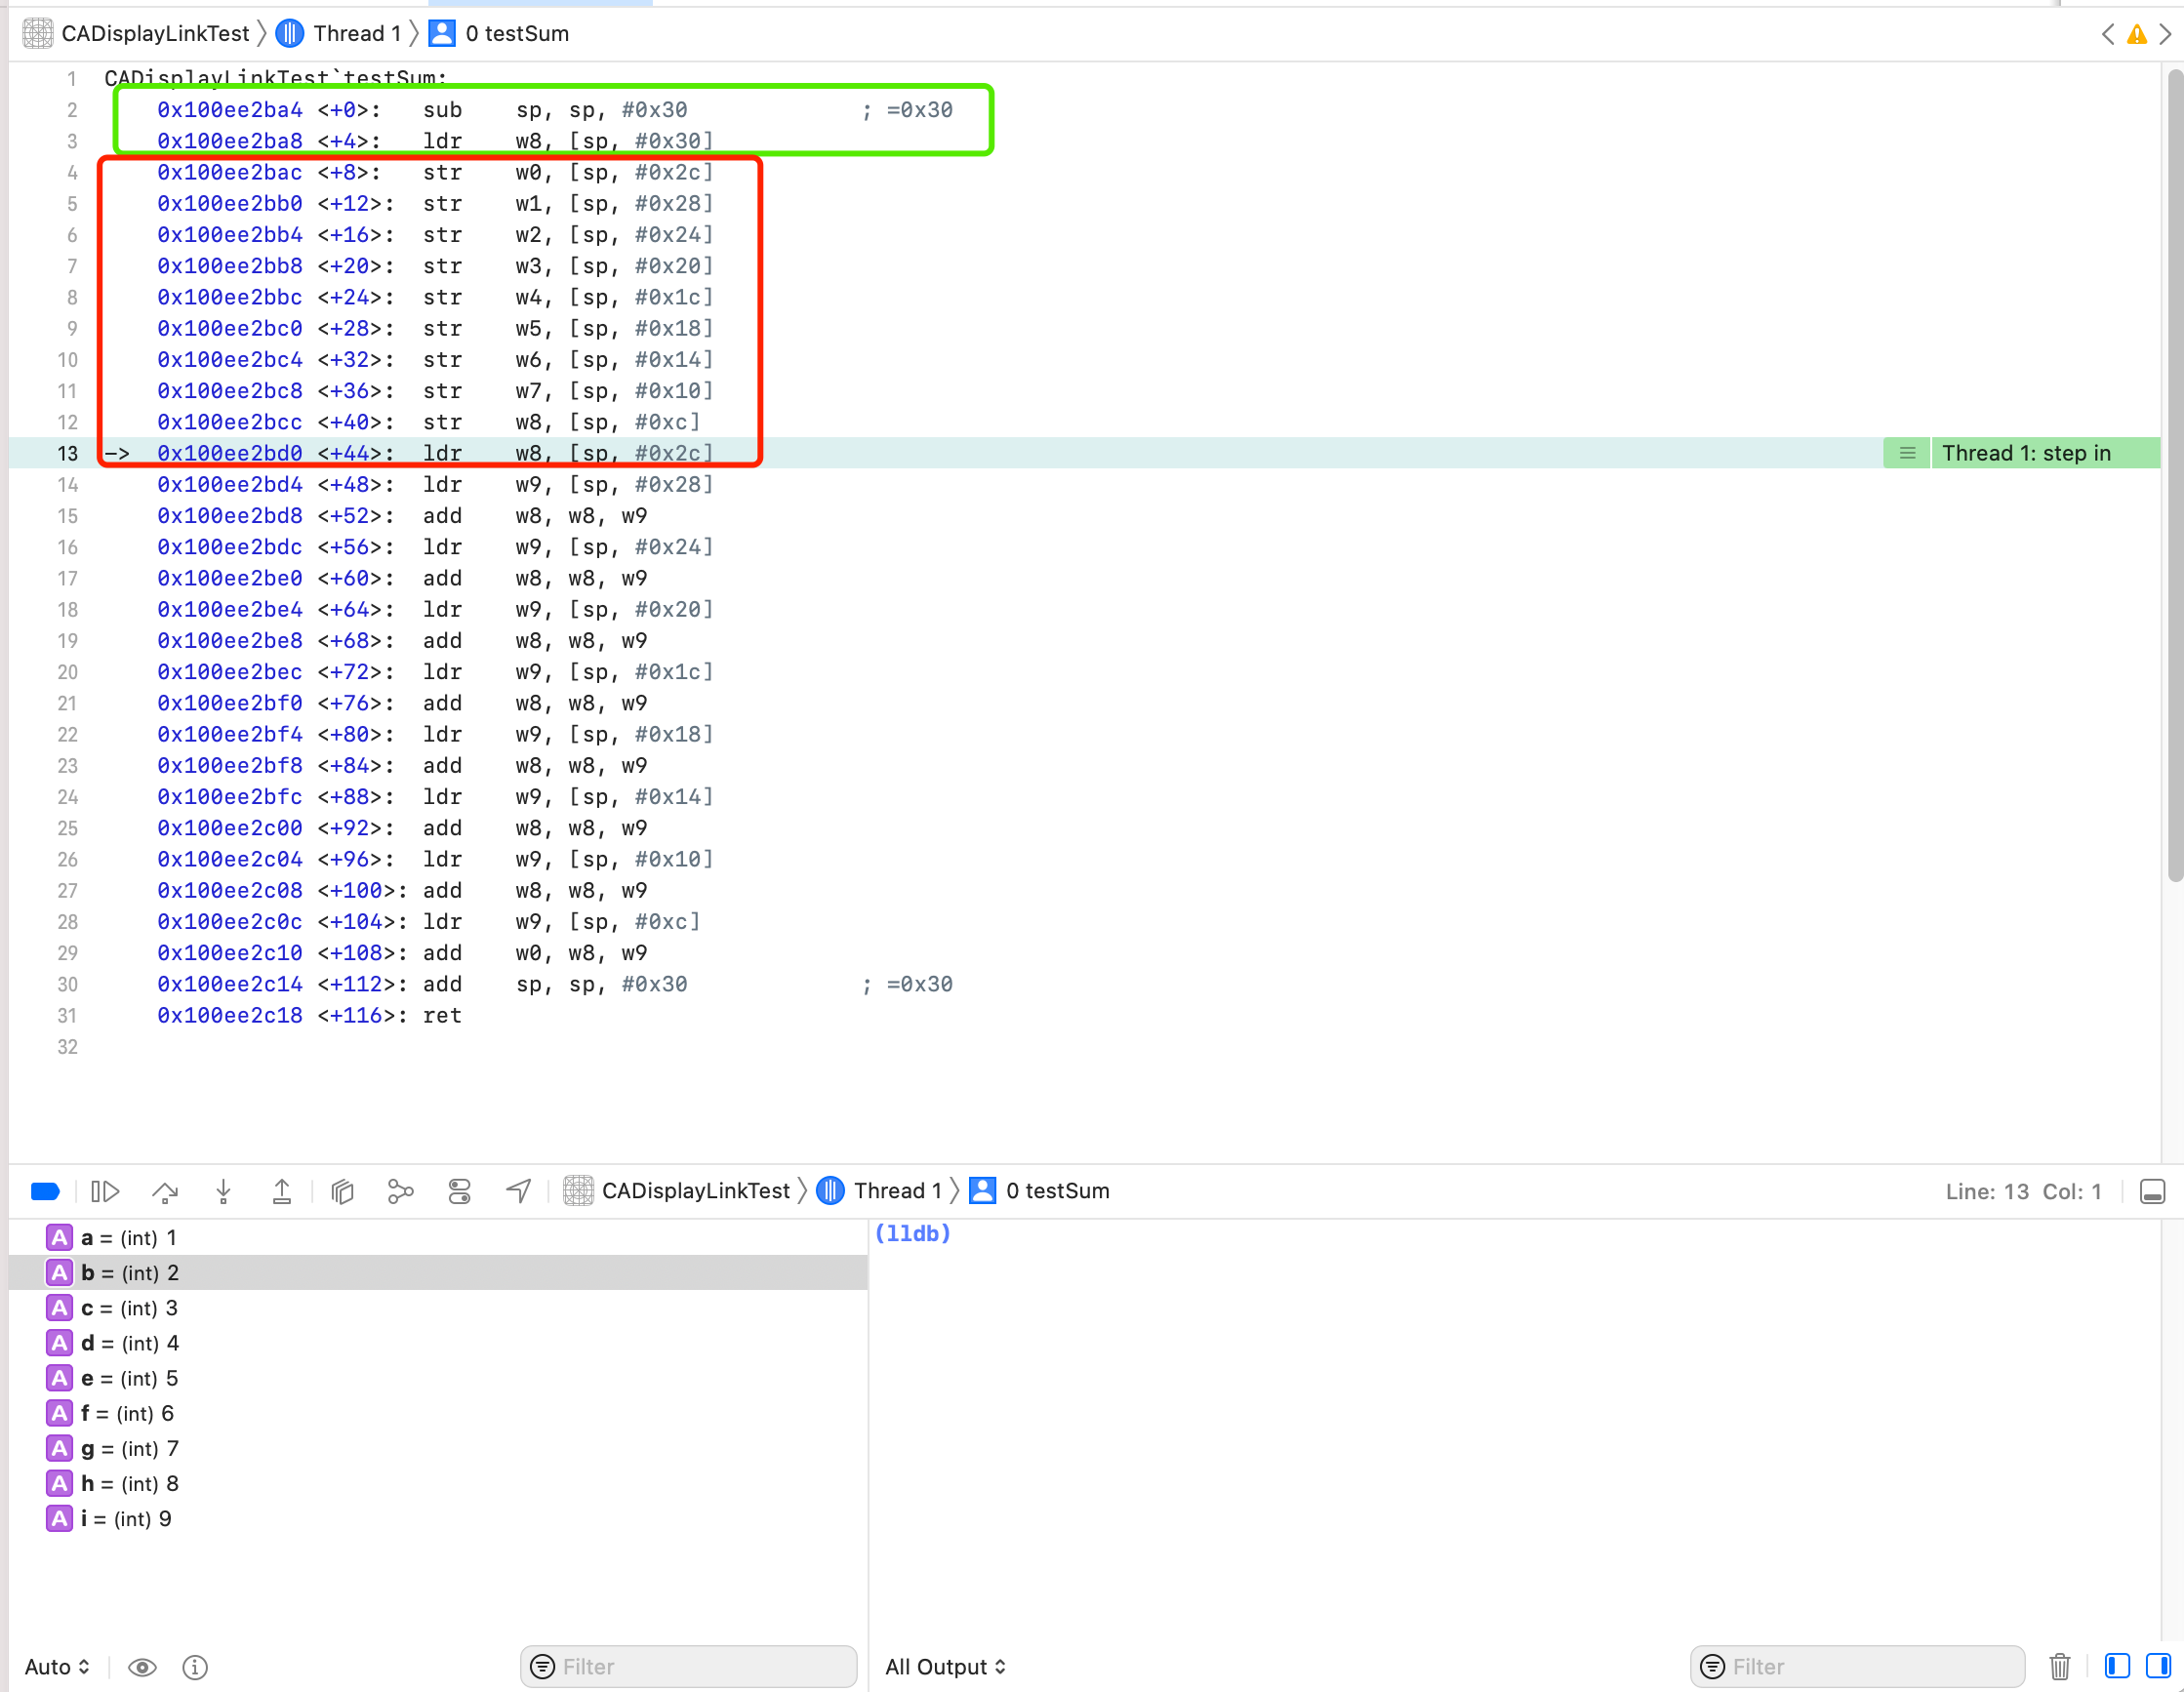 CADisplayLinkTest Thread 1 0 testSum
1 CADisplayLinkTest`testSum:
2 0x100ee2ba4 <+0>: sub sp, sp, #0x30 ; =0x30
3 0x100ee2ba8 <+4>: ldr w8, [sp, #0x30]
4 0x100ee2bac <+8>: str w0, [sp, #0x2c]
5 0x100ee2bb0 <+12>: str w1, [sp, #0x28]
6 0x100ee2bb4 <+16>: str w2, [sp, #0x24]
7 0x100ee2bb8 <+20>: str w3, [sp, #0x20]
8 0x100ee2bbc <+24>: str w4, [sp, #0x1c]
9 0x100ee2bc0 <+28>: str w5, [sp, #0x18]
10 0x100ee2bc4 <+32>: str w6, [sp, #0x14]
11 0x100ee2bc8 <+36>: str w7, [sp, #0x10]
12 0x100ee2bcc <+40>: str w8, [sp, #0xc]
13 -> 0x100ee2bd0 <+44>: ldr w8, [sp, #0x2c] Thread 1: step in
14 0x100ee2bd4 <+48>: ldr w9, [sp, #0x28]
15 0x100ee2bd8 <+52>: add w8, w8, w9
16 0x100ee2bdc <+56>: ldr w9, [sp, #0x24]
17 0x100ee2be0 <+60>: add w8, w8, w9
18 0x100ee2be4 <+64>: ldr w9, [sp, #0x20]
19 0x100ee2be8 <+68>: add w8, w8, w9
20 0x100ee2bec <+72>: ldr w9, [sp, #0x1c]
21 0x100ee2bf0 <+76>: add w8, w8, w9
22 0x100ee2bf4 <+80>: ldr w9, [sp, #0x18]
23 0x100ee2bf8 <+84>: add w8, w8, w9
24 0x100ee2bfc <+88>: ldr w9, [sp, #0x14]
25 0x100ee2c00 <+92>: add w8, w8, w9
26 0x100ee2c04 <+96>: ldr w9, [sp, #0x10]
27 0x100ee2c08 <+100>: add w8, w8, w9
28 0x100ee2c0c <+104>: ldr w9, [sp, #0xc]
29 0x100ee2c10 <+108>: add w0, w8, w9
30 0x100ee2c14 <+112>: add sp, sp, #0x30 ; =0x30
31 0x100ee2c18 <+116>: ret
32
CADisplayLinkTest Thread 1 0 testSum Line: 13 Col: 1
A a = (int) 1
A b = (int) 2
A c = (int) 3
A d = (int) 4
A e = (int) 5
A f = (int) 6
A g = (int) 7
A h = (int) 8
A i = (int) 9
(lldb)
Auto Filter All Output Filter